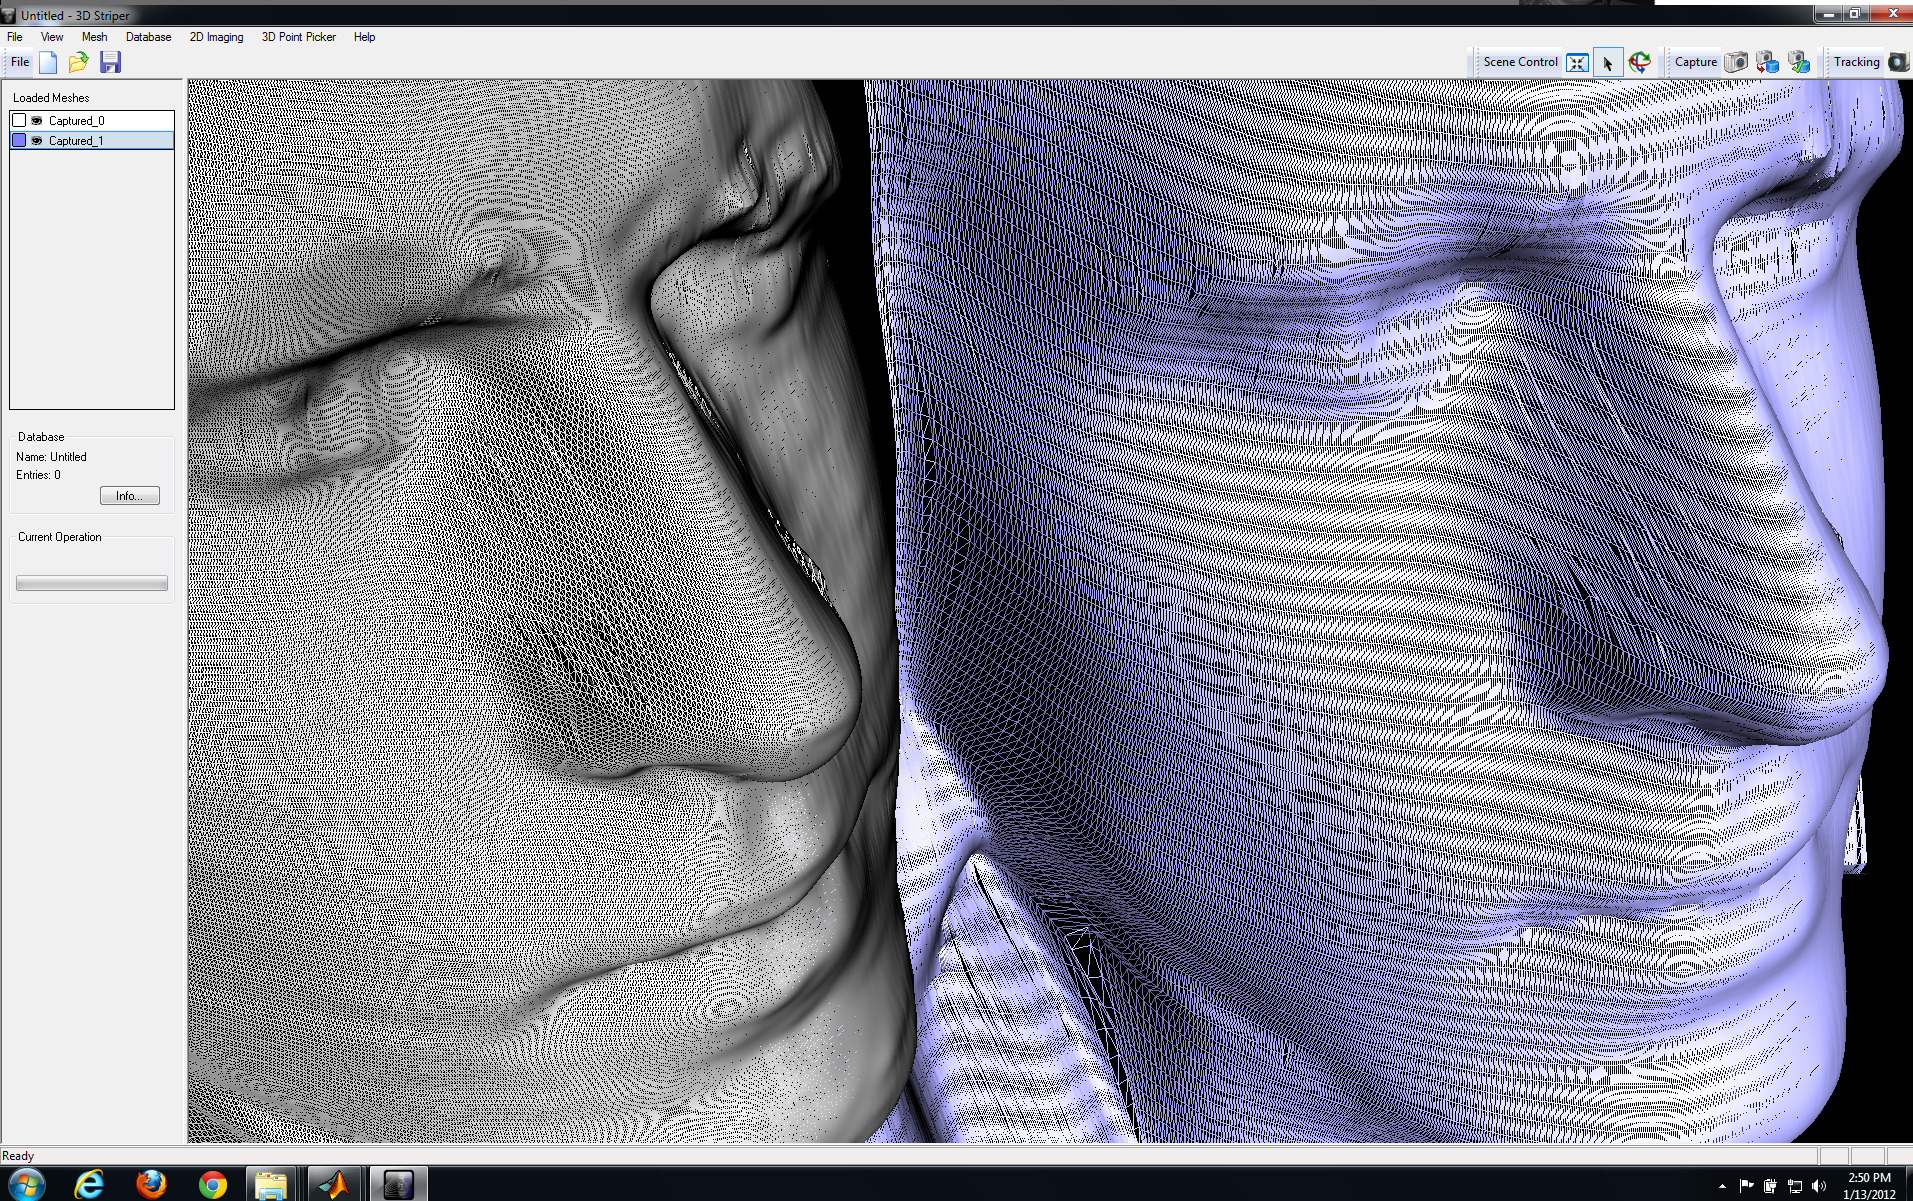 Untitled - 3D Striper
File View Mesh Database 2D Imaging 3D Point Picker Help
File Scene Control Capture Tracking
Loaded Meshes
Captured_0
Captured_1
Database
Name: Untitled
Entries: 0
Info...
Current Operation
Ready
2:50 PM
1/13/2012